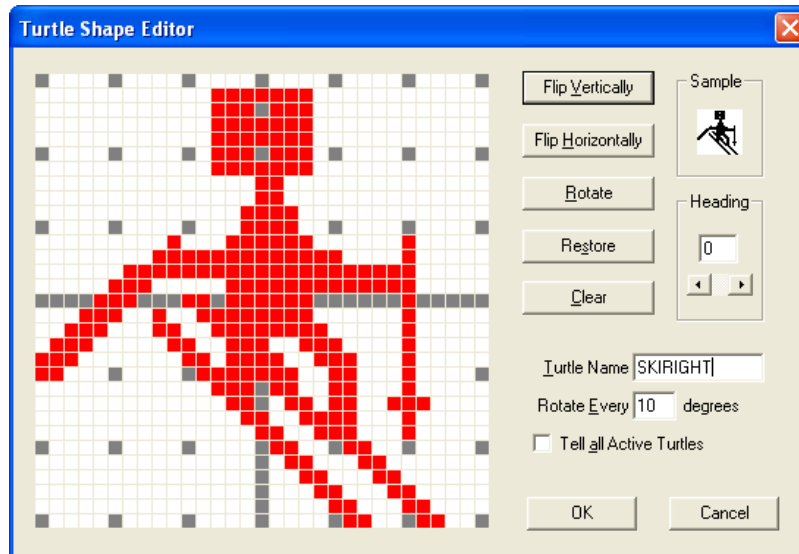 Turtle Shape Editor
Flip Vertically
Sample
Flip Horizontally
Rotate
Heading
0
Restore
Clear
Turtle Name SKIRIGHT
Rotate Every 10 degrees
Tell all Active Turtles
OK
Cancel